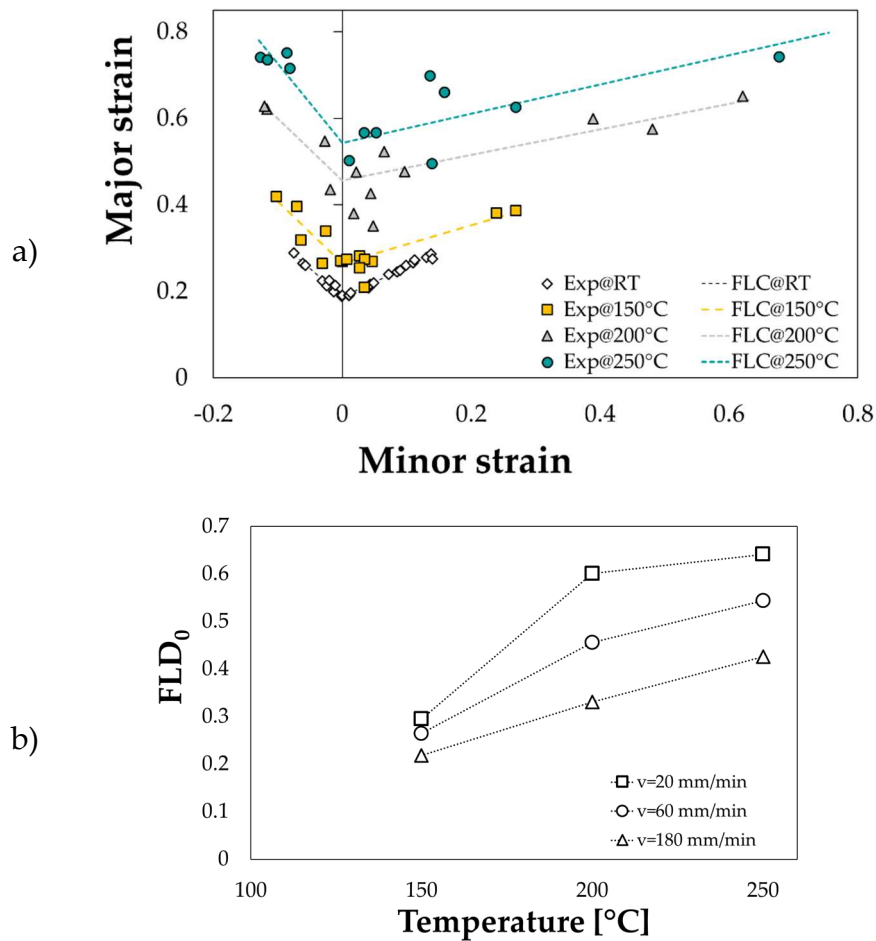 a)
Major strain
0.8
0.6
0.4
0.2
0
-0.2 0 0.2 0.4 0.6 0.8
Minor strain
Exp@RT FLC@RT
Exp@150°C FLC@150°C
Exp@200°C FLC@200°C
Exp@250°C FLC@250°C
b)
FLD0
0.7
0.6
0.5
0.4
0.3
0.2
0.1
0
100 150 200 250
Temperature [°C]
v=20 mm/min
v=60 mm/min
v=180 mm/min